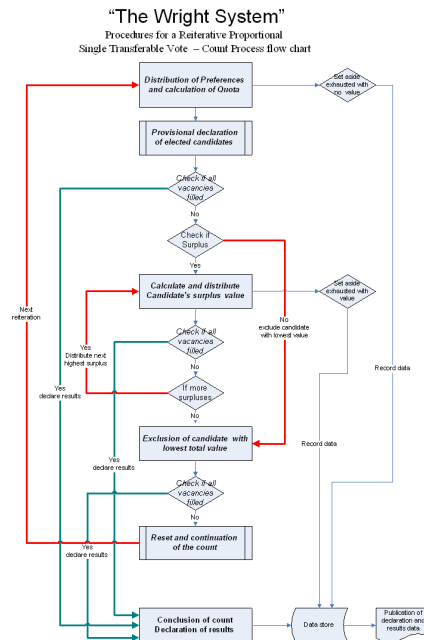 “The Wright System”
Procedures for a Reiterative Proportional
Single Transferable Vote – Count Process flow chart
Distribution of Preferences
and calculation of Quota
Set aside
exhausted with
no value
Provisional declaration
of elected candidates
Check if all
vacancies
filled
No
Check if
Surplus
Yes
Calculate and distribute
Candidate's surplus value
Set aside
exhausted with
value
Next
reiteration
No
exclude candidate
with lowest value
Check if all
vacancies
filled
Yes
Distribute next
highest surplus
No
If more
surpluses
Record data
Yes
declare results
No
Exclusion of candidate with
lowest total value
Record data
Yes
declare results
Check if all
vacancies
filled
No
Reset and continuation
of the count
Yes
declare results
Conclusion of count
Declaration of results
Data store
Publication of
declaration and
results data